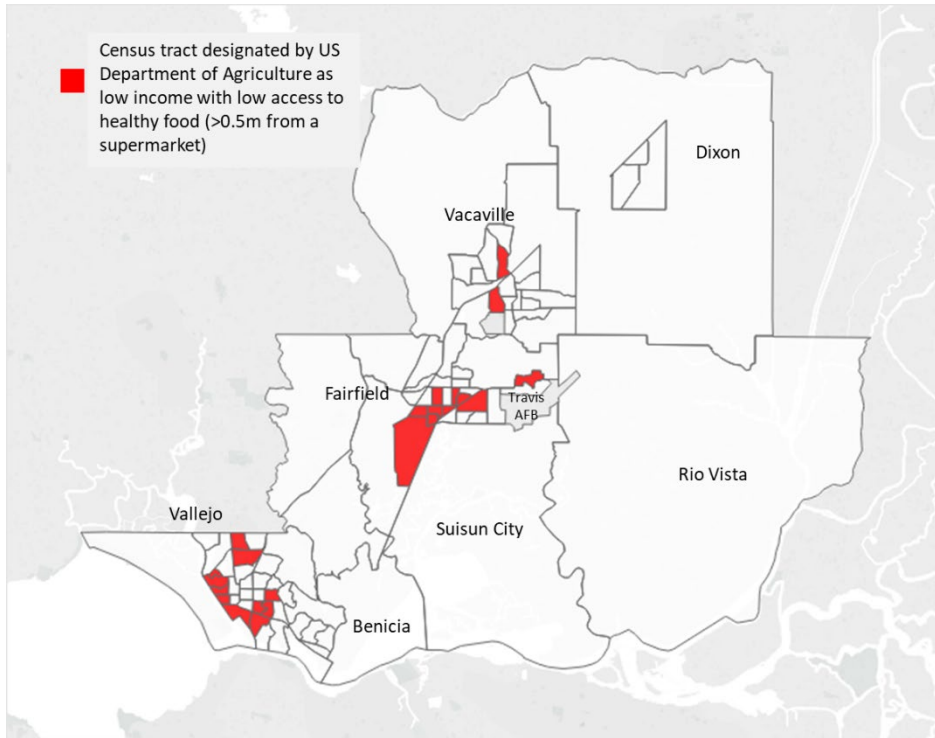 Census tract designated by US
Department of Agriculture as
low income with low access to
healthy food (>0.5m from a
supermarket)
Dixon
Vacaville
Fairfield
Travis
AFB
Rio Vista
Vallejo
Suisun City
Benicia